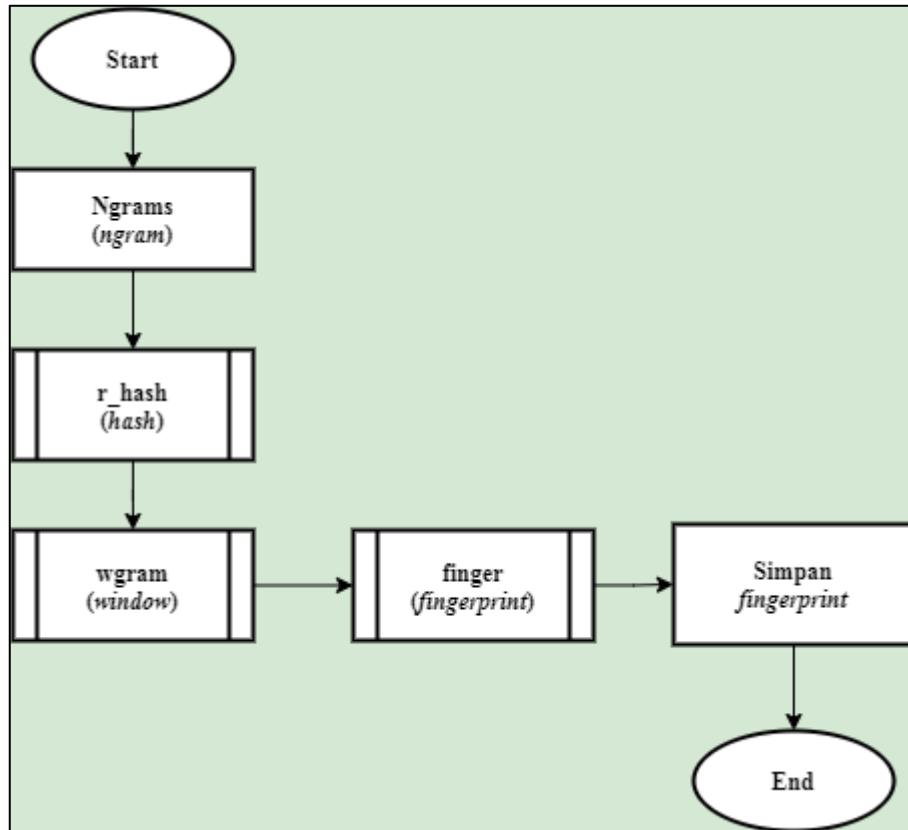 Start
Ngrams
(ngram)
r_hash
(hash)
wgram
(window)
finger
(fingerprint)
Simpan
fingerprint
End